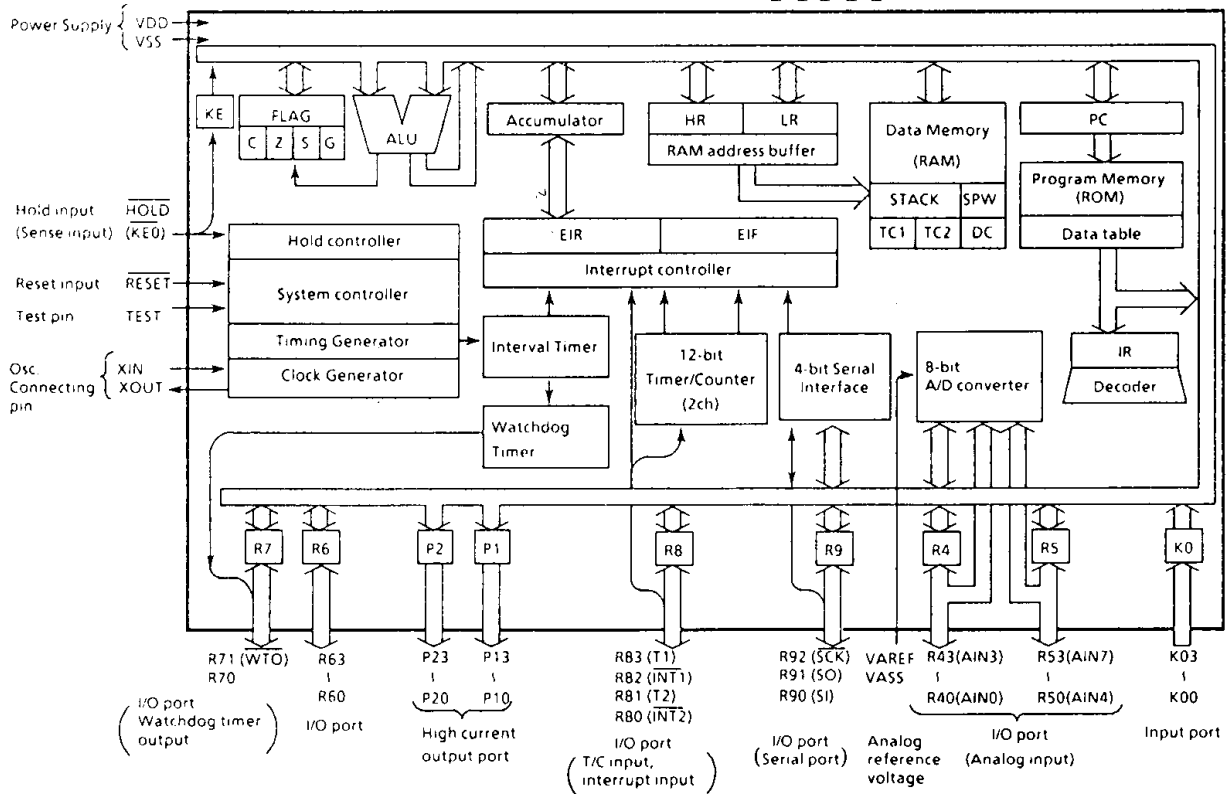 Power Supply { VDD
VSS
KE
FLAG
C Z S G
ALU
Accumulator
HR LR
RAM address buffer
Data Memory
(RAM)
STACK SPW
TC1 TC2 DC
PC
Program Memory
(ROM)
Data table
Hold input H̅O̅L̅D̅
(Sense input) (K̅E̅0̅)
Reset input R̅E̅S̅E̅T̅
Test pin TEST
Osc. { XIN
Connecting XOUT
pin
Hold controller
System controller
Timing Generator
Clock Generator
EIR EIF
Interrupt controller
Interval Timer
Watchdog
Timer
12-bit
Timer/Counter
(2ch)
4-bit Serial
Interface
8-bit
A/D converter
IR
Decoder
R7 R6 P2 P1 R8 R9 R4 R5 K0
R71 (W̅T̅O̅)
R70
I/O port
Watchdog timer
output
R63
~
R60
I/O port
P23 P13
~ ~
P20 P10
High current
output port
R83 (T1)
R82 (I̅N̅T̅1̅)
R81 (T2)
R80 (I̅N̅T̅2̅)
I/O port
(T/C input,
interrupt input)
R92 (S̅C̅K̅)
R91 (SO)
R90 (SI)
I/O port
(Serial port)
VAREF
VASS
Analog
reference
voltage
R43(AIN3) R53(AIN7)
~ ~
R40(AIN0) R50(AIN4)
I/O port
(Analog input)
K03
~
K00
Input port